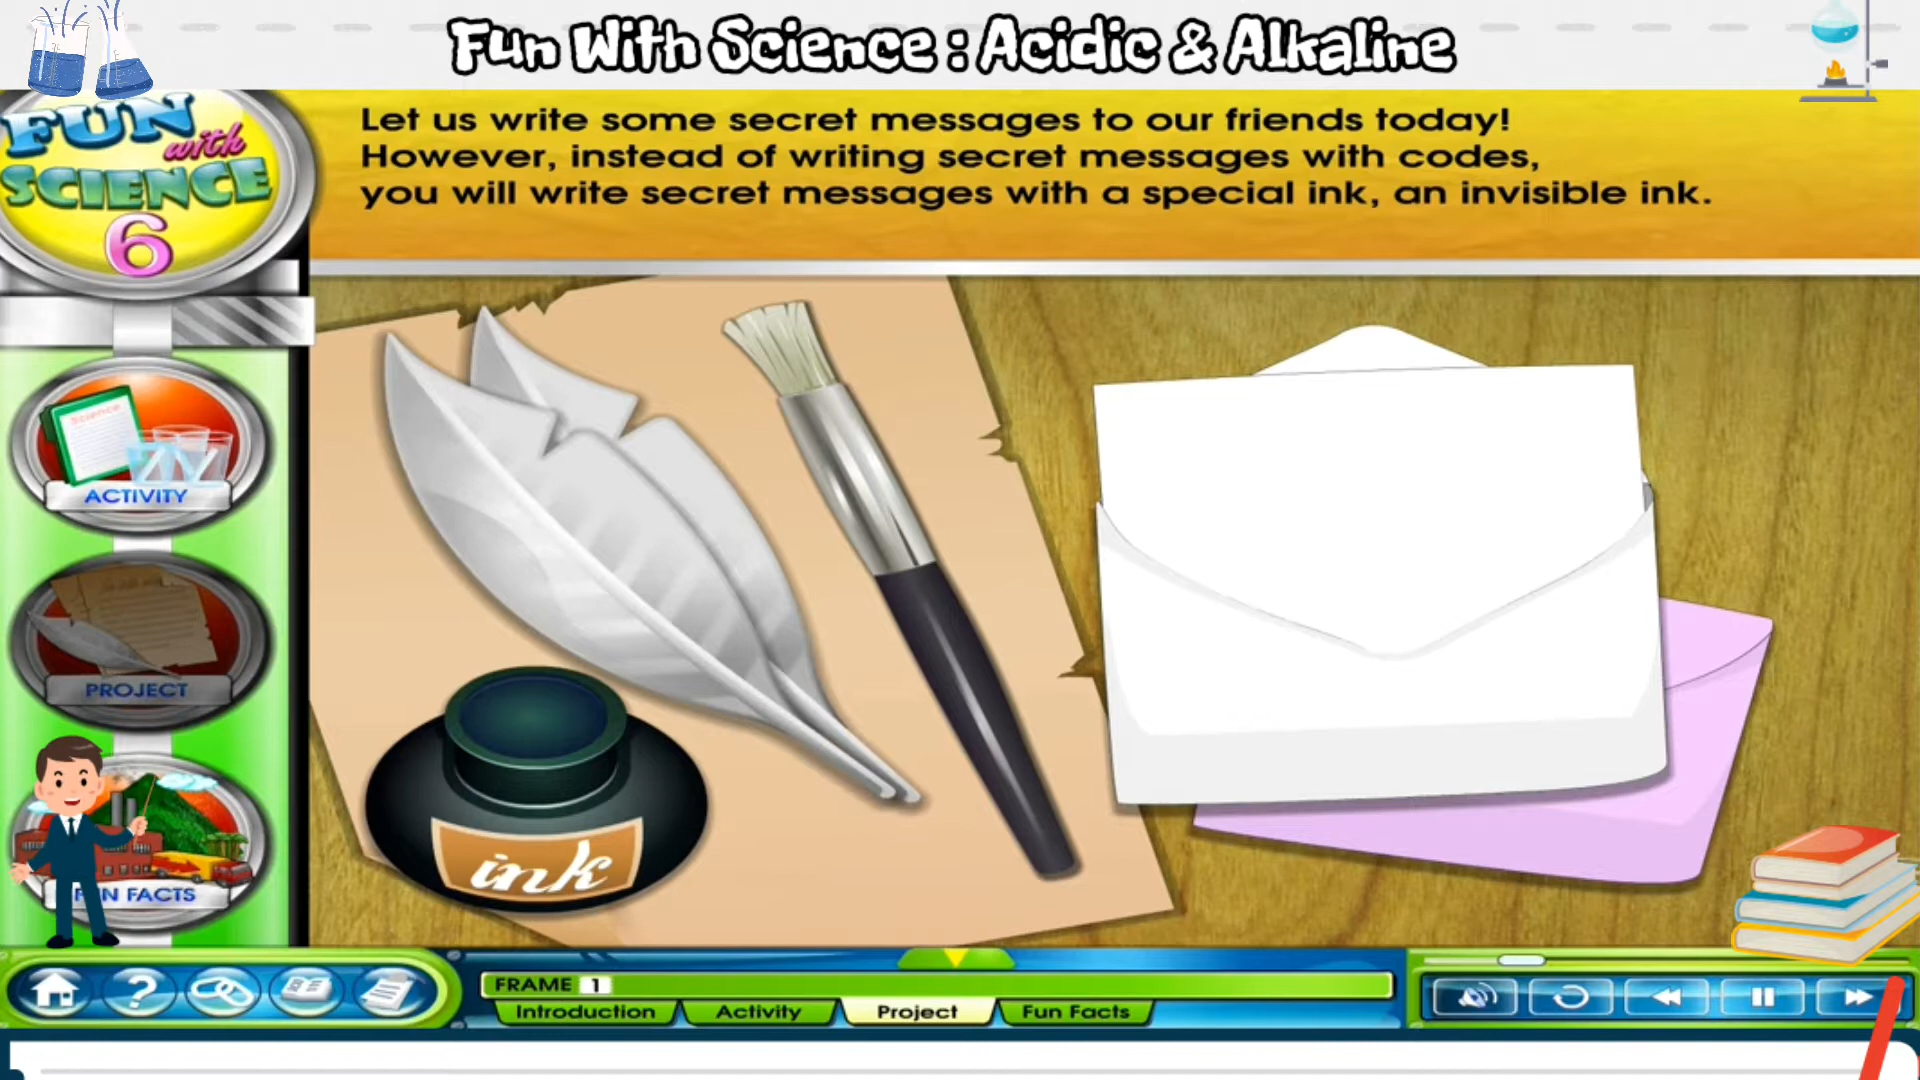 Fun With Science : Acidic & Alkaline
FUN with SCIENCE 6
Let us write some secret messages to our friends today!
However, instead of writing secret messages with codes,
you will write secret messages with a special ink, an invisible ink.
Science
ACTIVITY
PROJECT
FUN FACTS
ink
FRAME 1
Introduction
Activity
Project
Fun Facts